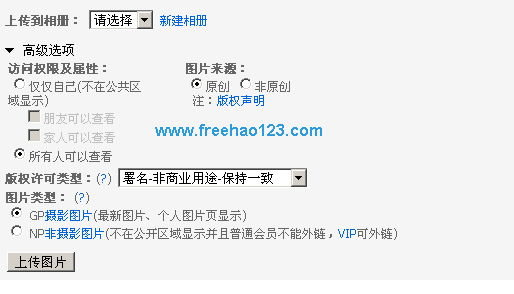 上传到相册： 请选择 新建相册
高级选项
访问权限及属性： 图片来源：
仅仅自己(不在公共区域显示) 原创 非原创
注：版权声明
朋友可以查看
家人可以查看
www.freehao123.com
所有人可以查看
版权许可类型：(?) 署名-非商业用途-保持一致
图片类型： (?)
GP摄影图片(最新图片、个人图片页显示)
NP非摄影图片(不在公开区域显示并且普通会员不能外链，VIP可外链)
上传图片